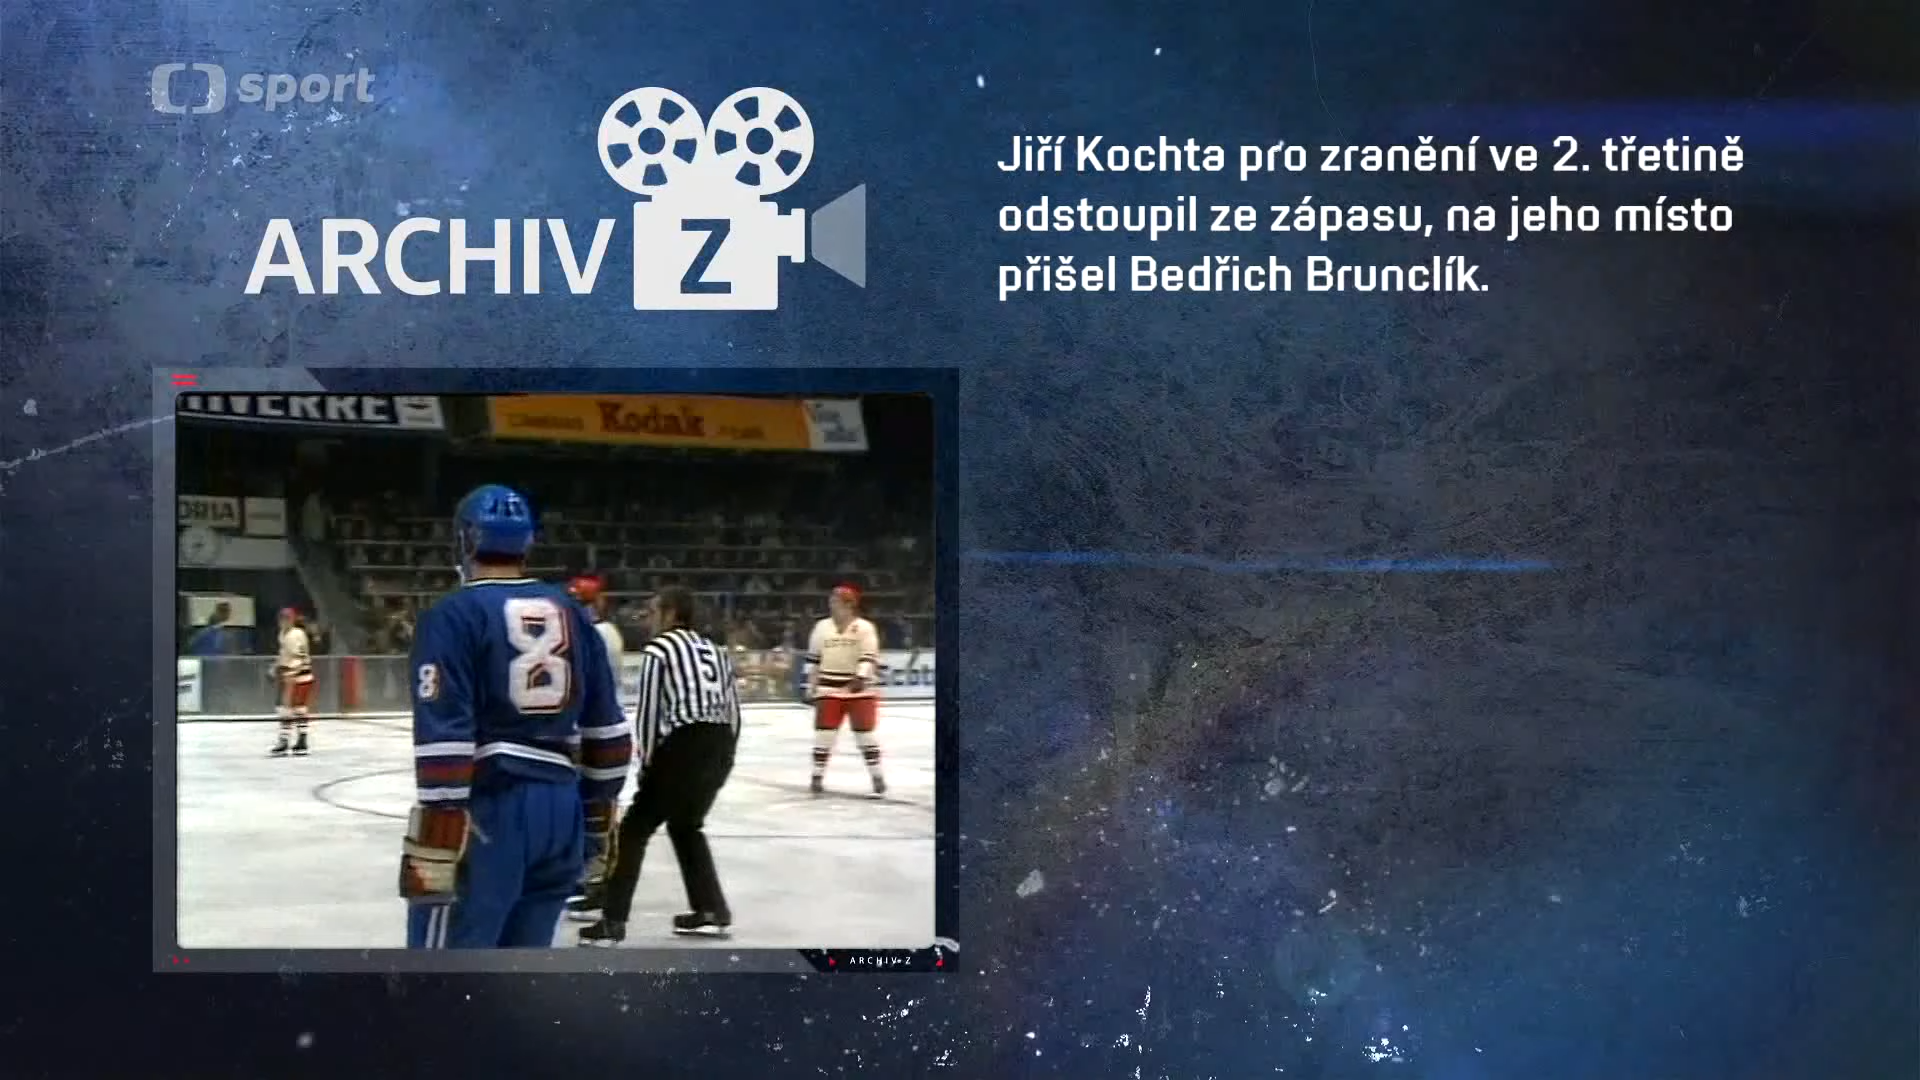 sport
ARCHIV Z
Jiří Kochta pro zranění ve 2. třetině
odstoupil ze zápasu, na jeho místo
přišel Bedřich Brunclík.
Kodak
8
8
5
ARCHIV Z